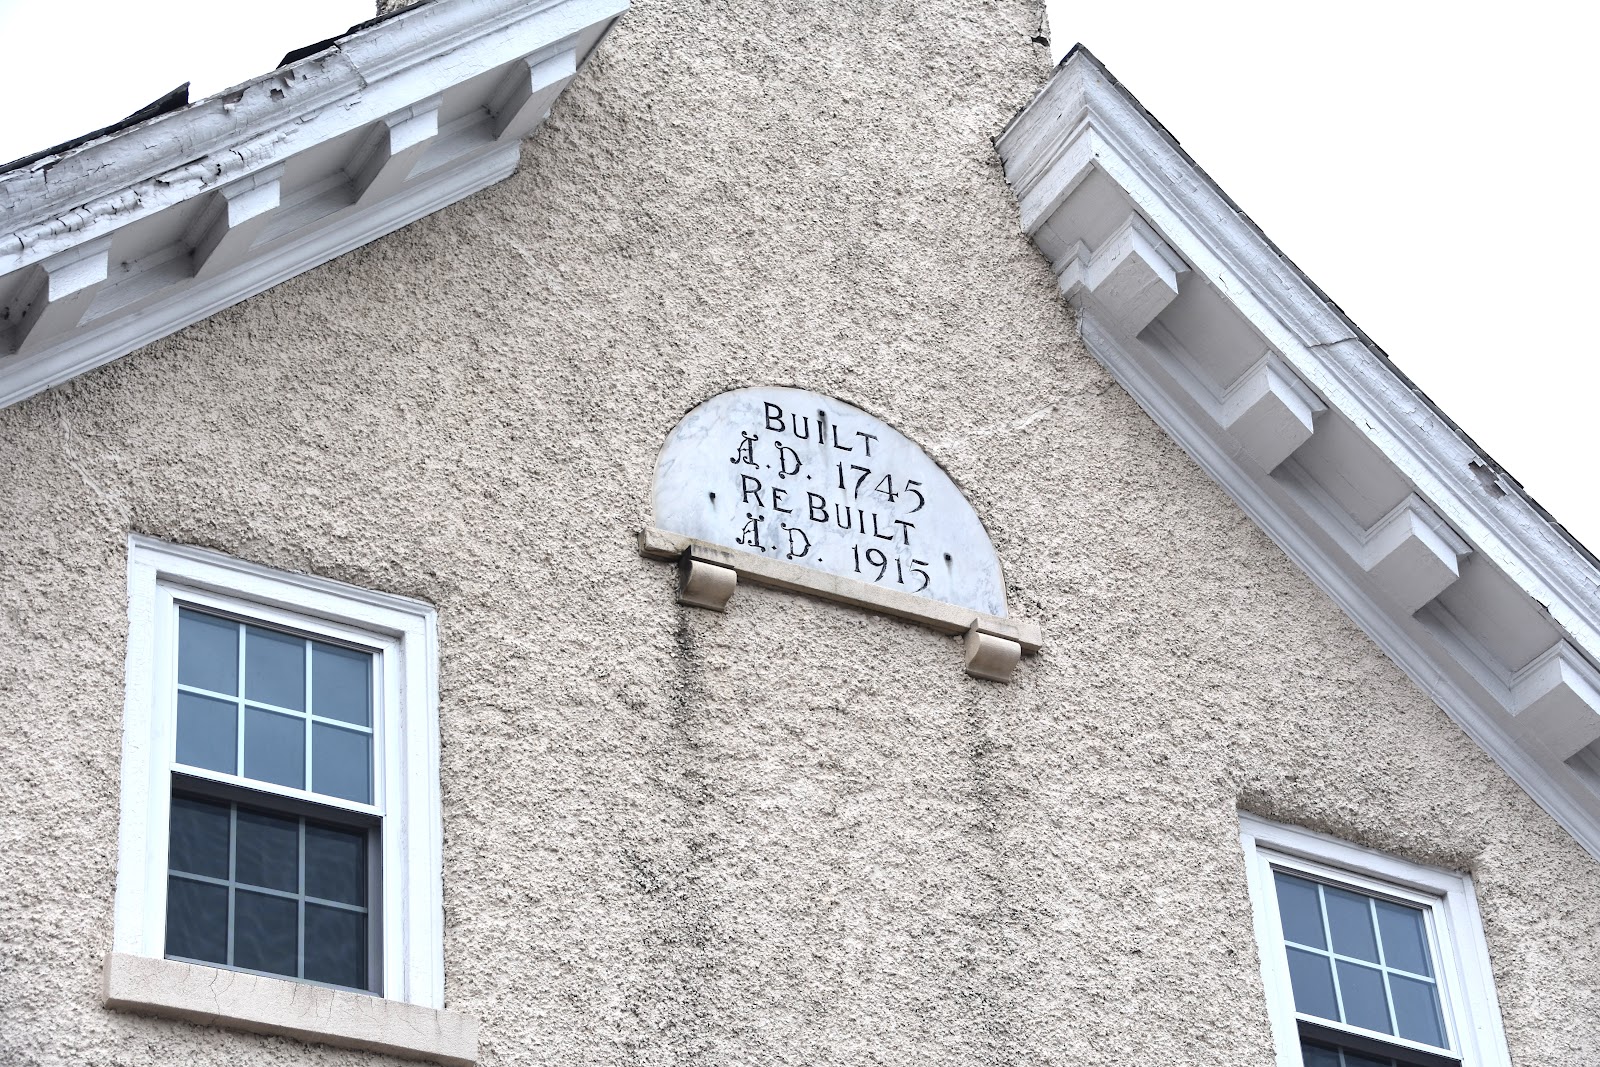 BUILT
A.D. 1745
RE BUILT
A.D. 1915